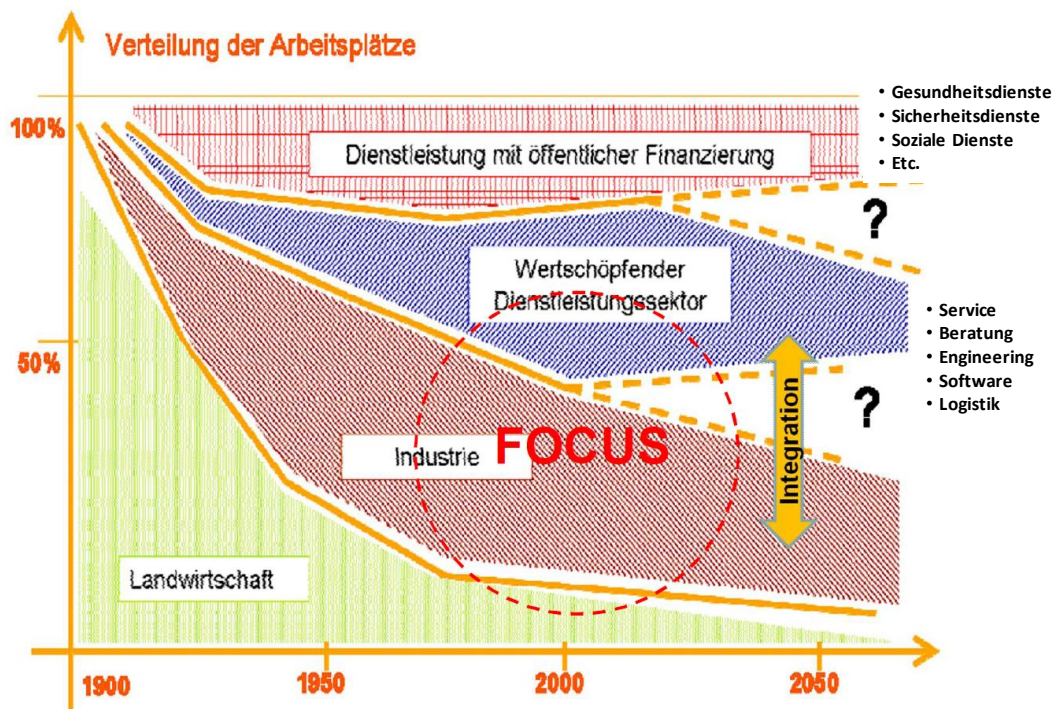 Verteilung der Arbeitsplätze
100%
50%
Dienstleistung mit öffentlicher Finanzierung
• Gesundheitsdienste
• Sicherheitsdienste
• Soziale Dienste
• Etc.
?
Wertschöpfender
Dienstleistungssektor
• Service
• Beratung
• Engineering
• Software
• Logistik
?
Integration
Industrie
FOCUS
Landwirtschaft
1900
1950
2000
2050